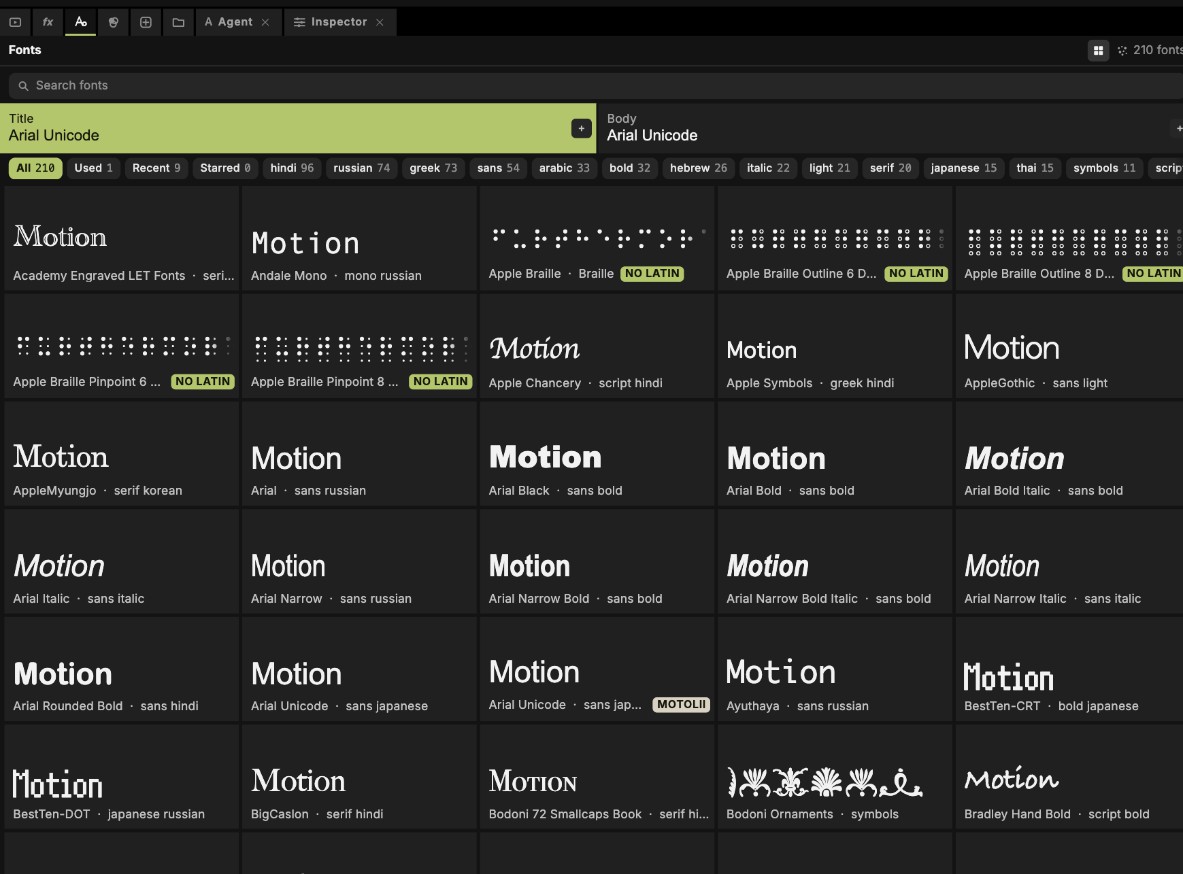 fx A Agent × Inspector ×
Fonts 210 fonts
Search fonts
Title
Arial Unicode +
Body
Arial Unicode +
All 210 Used 1 Recent 9 Starred 0 hindi 96 russian 74 greek 73 sans 54 arabic 33 bold 32 hebrew 26 italic 22 light 21 serif 20 japanese 15 thai 15 symbols 11 scrip
Motion
Academy Engraved LET Fonts · seri...
Motion
Andale Mono · mono russian
Apple Braille · Braille NO LATIN
Apple Braille Outline 6 D... NO LATIN
Apple Braille Outline 8 D... NO LATIN
Apple Braille Pinpoint 6 ... NO LATIN
Apple Braille Pinpoint 8 ... NO LATIN
Motion
Apple Chancery · script hindi
Motion
Apple Symbols · greek hindi
Motion
AppleGothic · sans light
Motion
AppleMyungjo · serif korean
Motion
Arial · sans russian
Motion
Arial Black · sans bold
Motion
Arial Bold · sans bold
Motion
Arial Bold Italic · sans bold
Motion
Arial Italic · sans italic
Motion
Arial Narrow · sans russian
Motion
Arial Narrow Bold · sans bold
Motion
Arial Narrow Bold Italic · sans bold
Motion
Arial Narrow Italic · sans italic
Motion
Arial Rounded Bold · sans hindi
Motion
Arial Unicode · sans japanese
Motion
Arial Unicode · sans jap... MOTOLII
Motion
Ayuthaya · sans russian
Motion
BestTen-CRT · bold japanese
Motion
BestTen-DOT · japanese russian
Motion
BigCaslon · serif hindi
Motion
Bodoni 72 Smallcaps Book · serif hi...
Bodoni Ornaments · symbols
Motion
Bradley Hand Bold · script bold